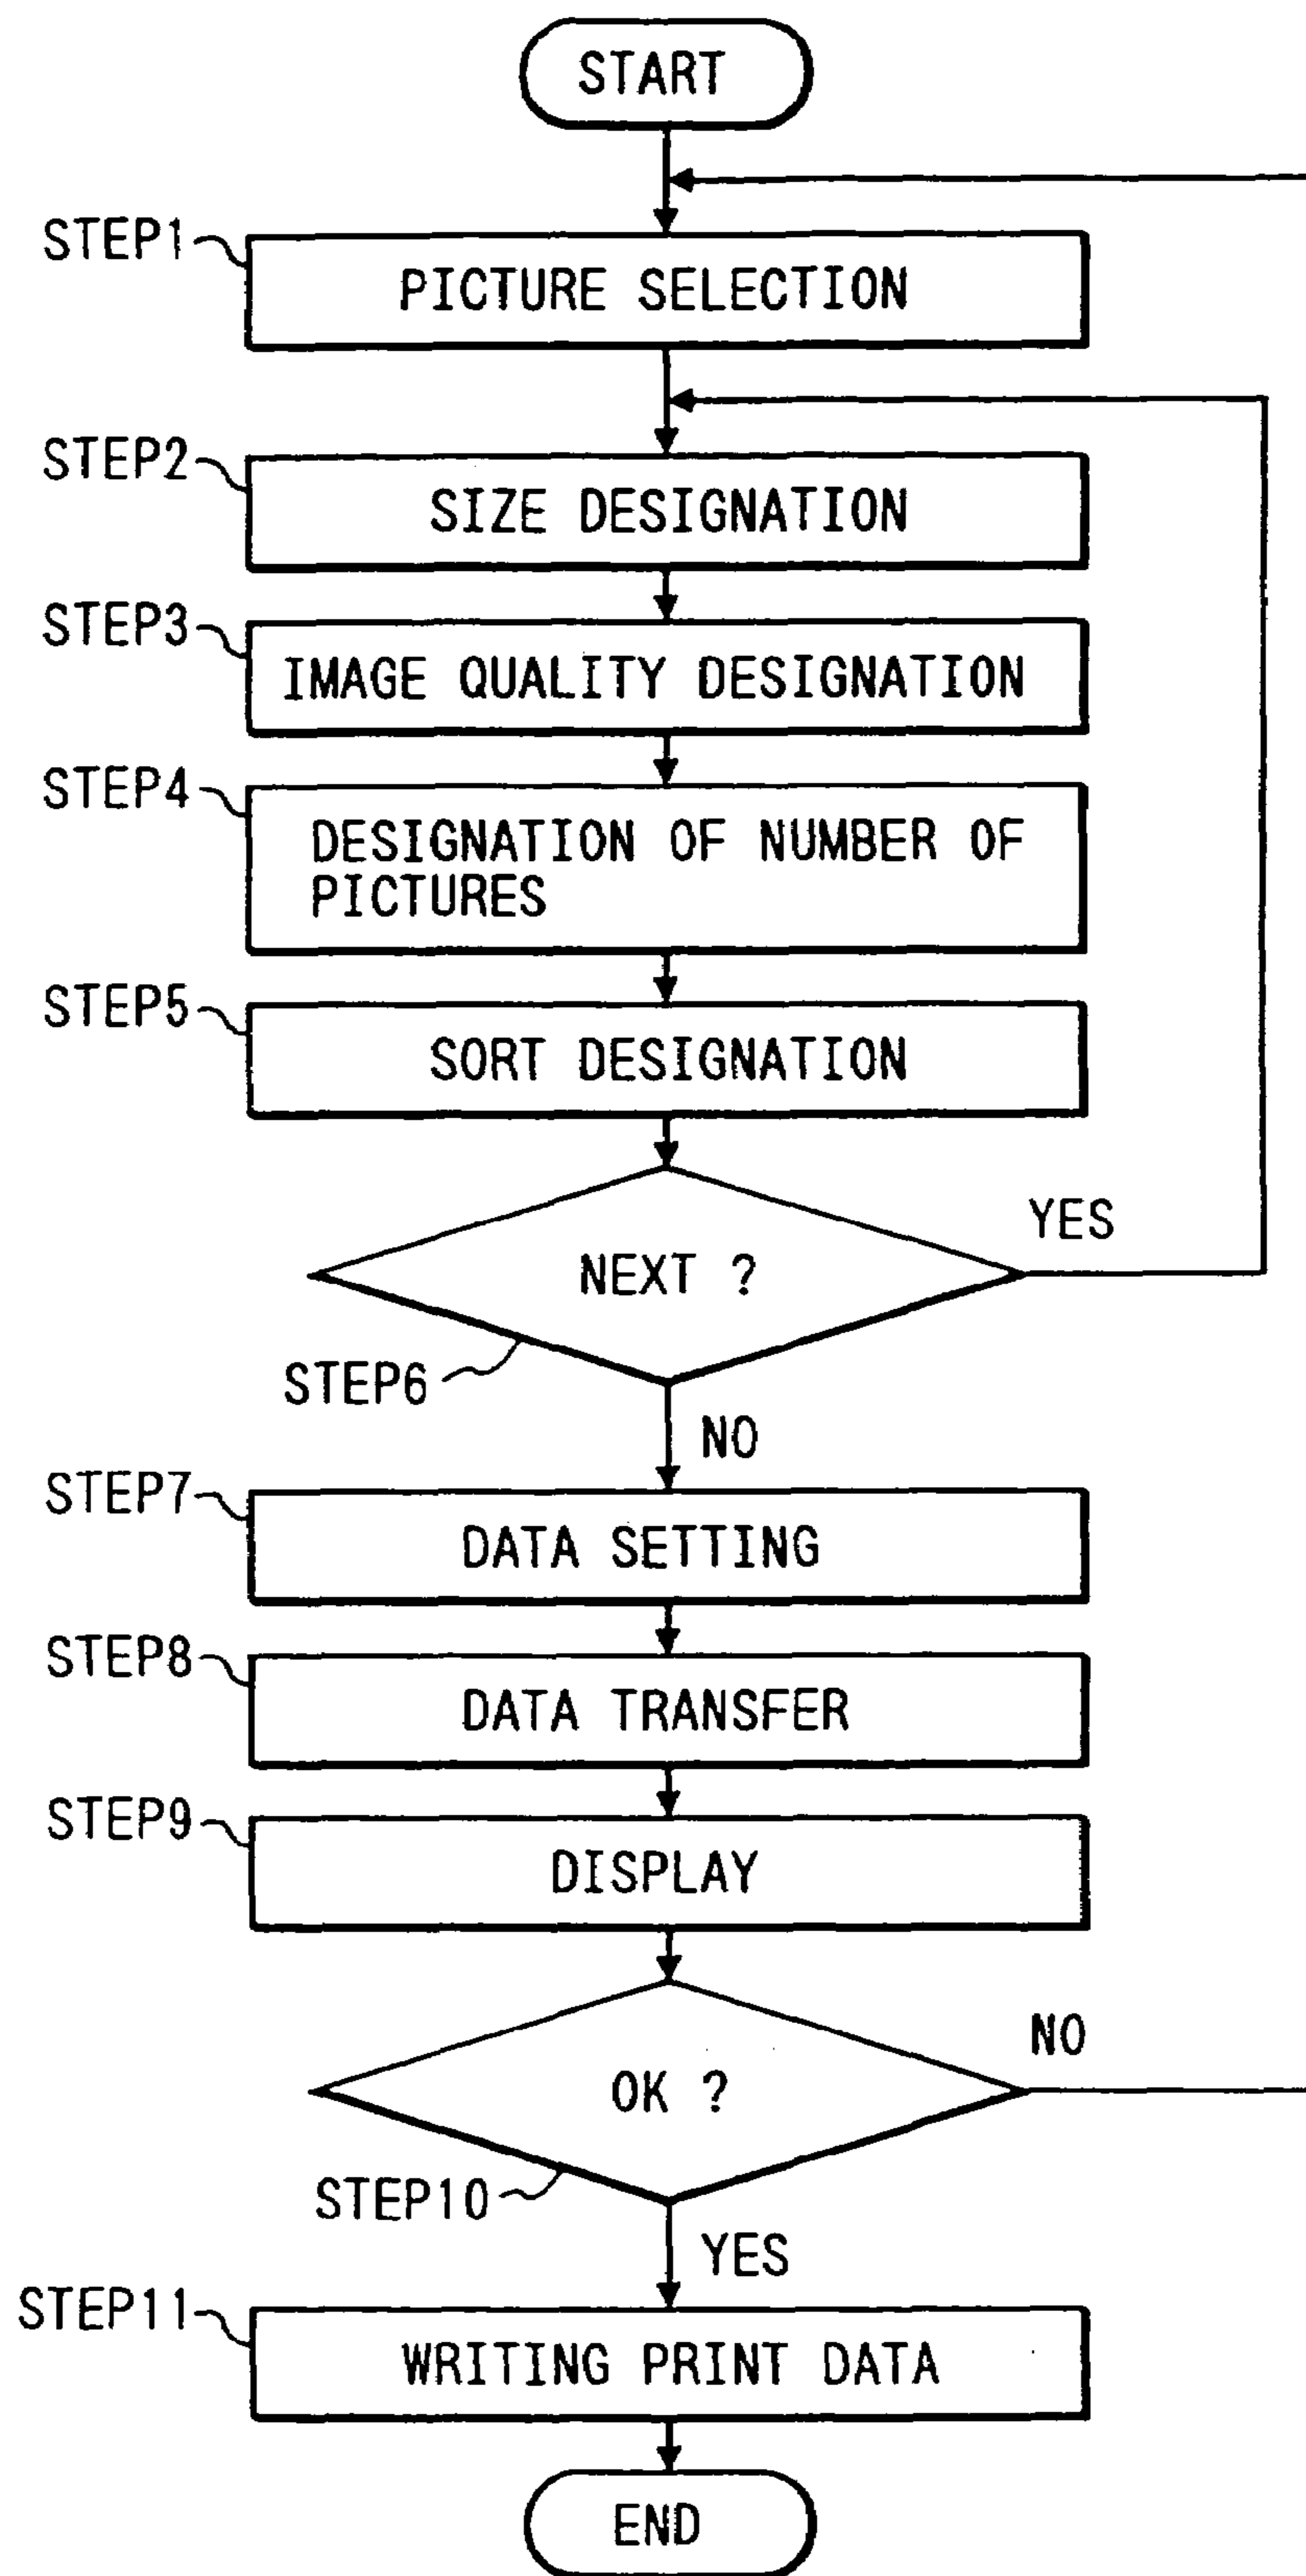 START
STEP1
PICTURE SELECTION
STEP2
SIZE DESIGNATION
STEP3
IMAGE QUALITY DESIGNATION
STEP4
DESIGNATION OF NUMBER OF
PICTURES
STEP5
SORT DESIGNATION
NEXT ?
YES
STEP6
NO
STEP7
DATA SETTING
STEP8
DATA TRANSFER
STEP9
DISPLAY
OK ?
NO
STEP10
YES
STEP11
WRITING PRINT DATA
END